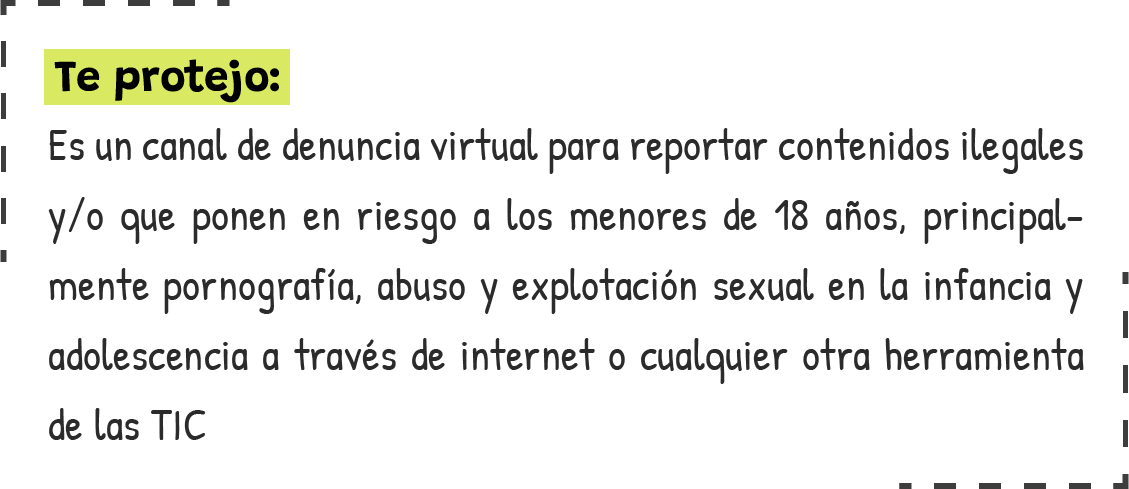 Te protejo:
Es un canal de denuncia virtual para reportar contenidos ilegales
y/o que ponen en riesgo a los menores de 18 años, principal-
mente pornografía, abuso y explotación sexual en la infancia y
adolescencia a través de internet o cualquier otra herramienta
de las TIC